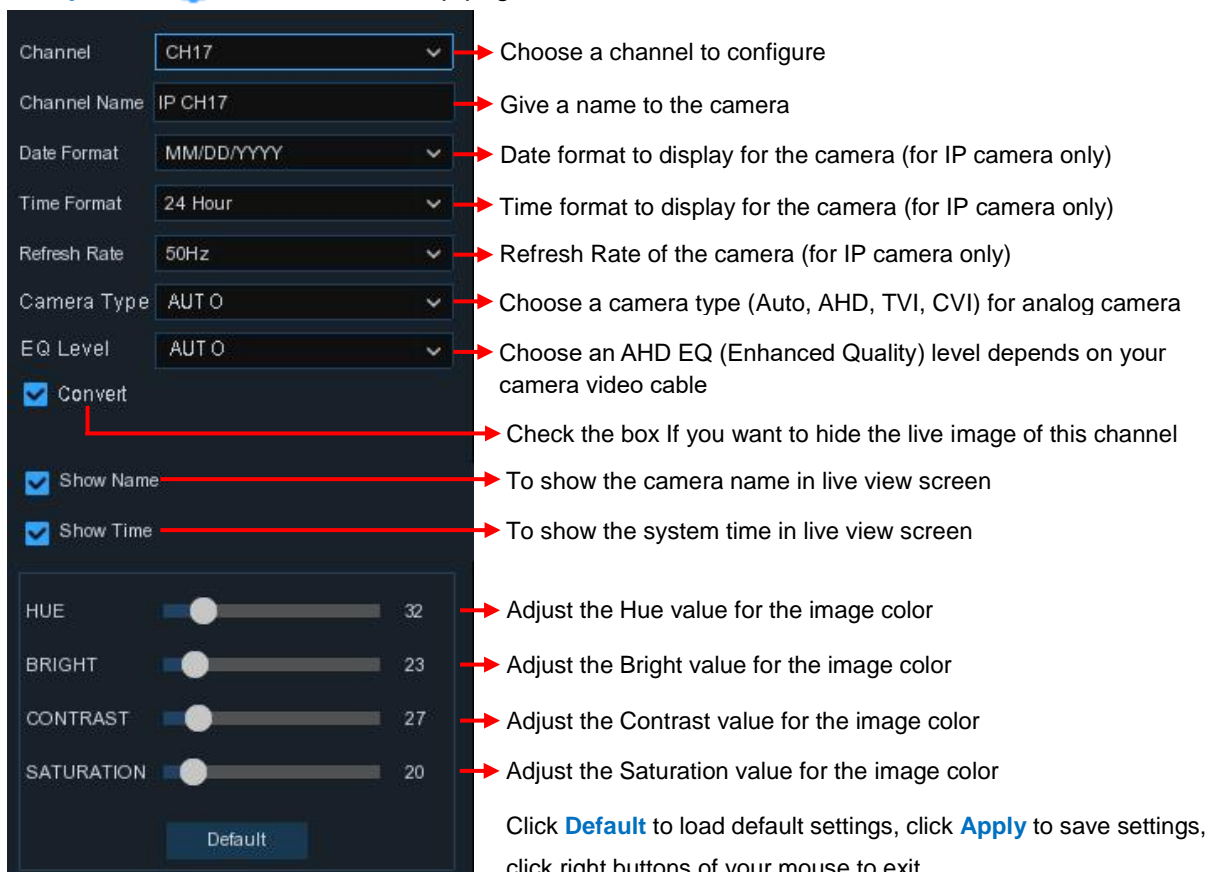 Channel CH17 Choose a channel to configure
Channel Name IP CH17 Give a name to the camera
Date Format MM/DD/YYYY Date format to display for the camera (for IP camera only)
Time Format 24 Hour Time format to display for the camera (for IP camera only)
Refresh Rate 50Hz Refresh Rate of the camera (for IP camera only)
Camera Type AUTO Choose a camera type (Auto, AHD, TVI, CVI) for analog camera
EQ Level AUTO Choose an AHD EQ (Enhanced Quality) level depends on your
camera video cable
Convert
Check the box If you want to hide the live image of this channel
Show Name To show the camera name in live view screen
Show Time To show the system time in live view screen
HUE 32 Adjust the Hue value for the image color
BRIGHT 23 Adjust the Bright value for the image color
CONTRAST 27 Adjust the Contrast value for the image color
SATURATION 20 Adjust the Saturation value for the image color
Default
Click Default to load default settings, click Apply to save settings,
click right buttons of your mouse to exit